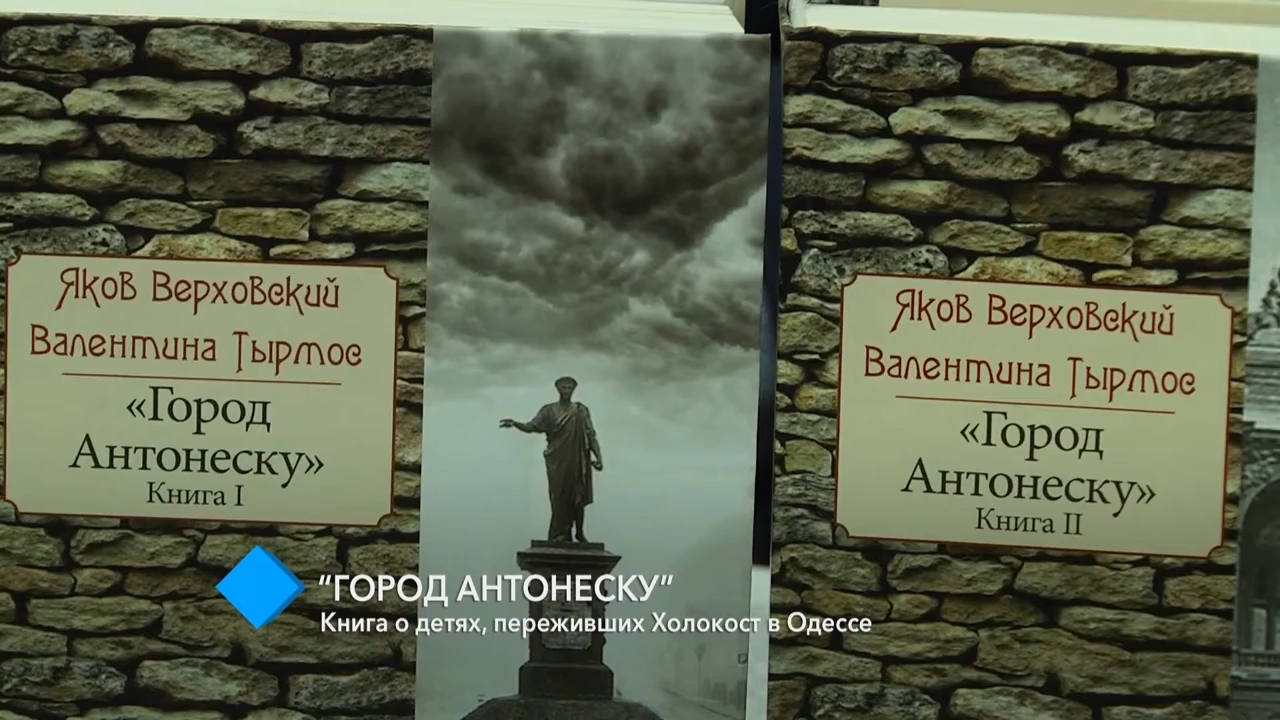 Яков Верховский
Валентина Тырмос
«Город
Антонеску»
Книга I
Яков Верховский
Валентина Тырмос
«Город
Антонеску»
Книга II
“ГОРОД АНТОНЕСКУ”
Книга о детях, переживших Холокост в Одессе